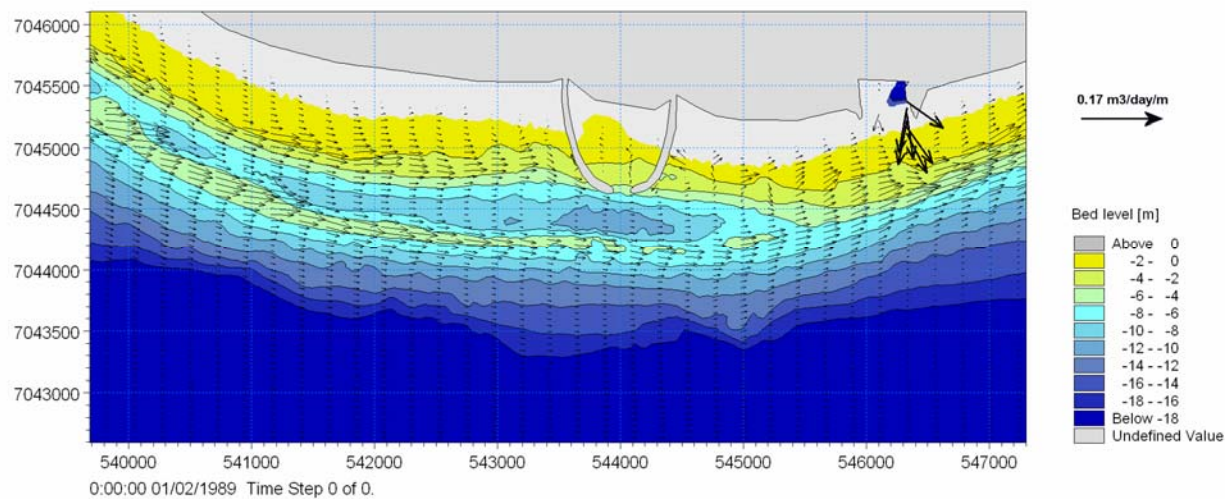 7046000
7045500
7045000
7044500
7044000
7043500
7043000
540000 541000 542000 543000 544000 545000 546000 547000
0:00:00 01/02/1989 Time Step 0 of 0.
0.17 m3/day/m
Bed level [m]
Above 0
-2 - 0
-4 - -2
-6 - -4
-8 - -6
-10 - -8
-12 - -10
-14 - -12
-16 - -14
-18 - -16
Below -18
Undefined Value